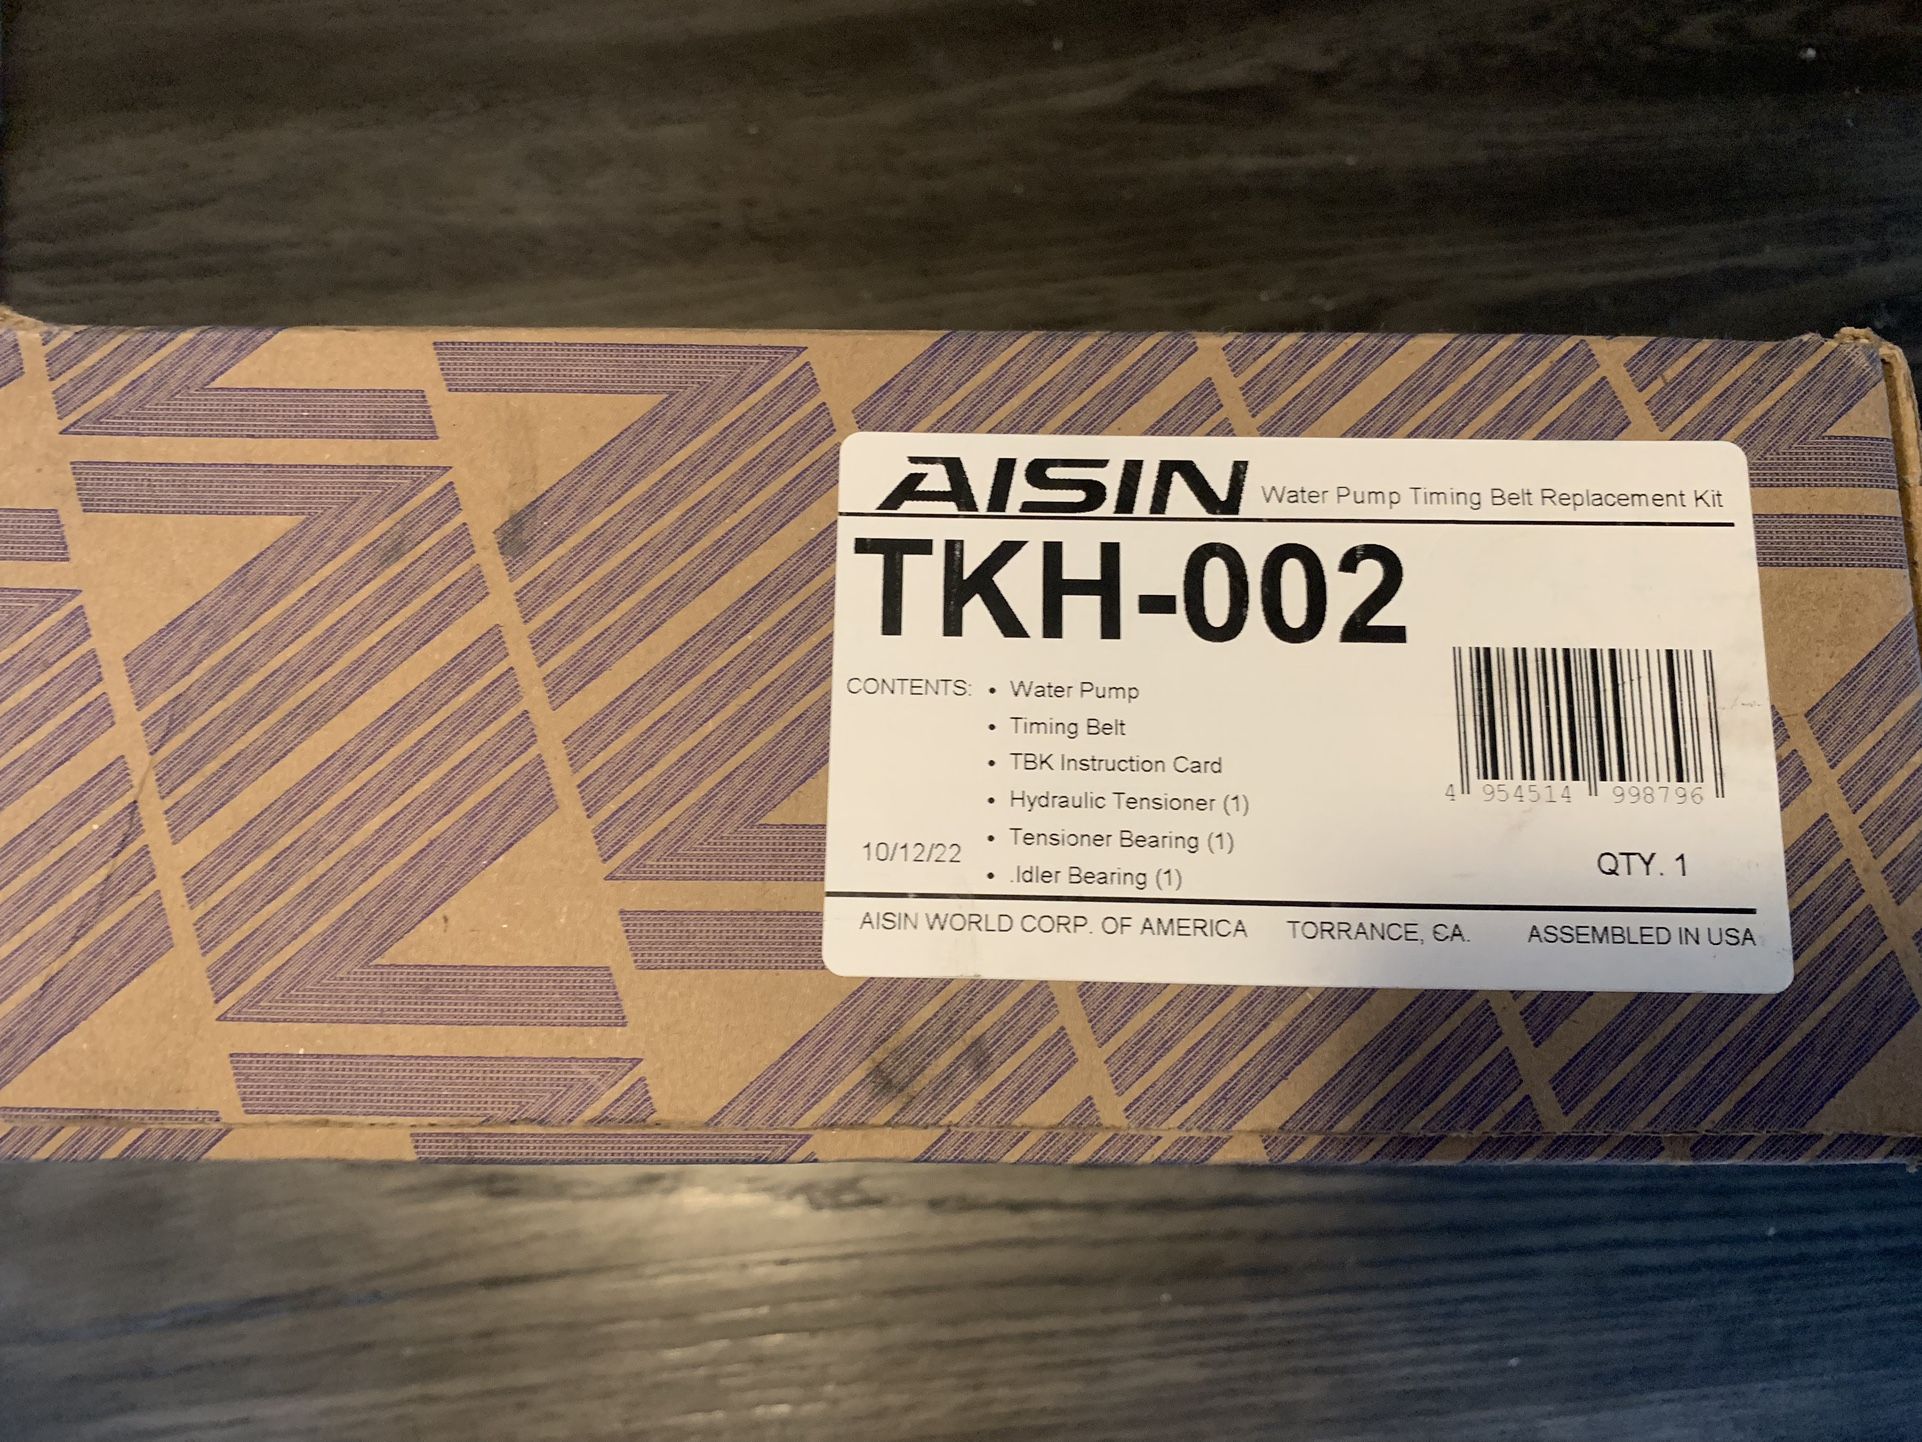 AISIN Water Pump Timing Belt Replacement Kit
TKH-002
CONTENTS: • Water Pump
• Timing Belt
• TBK Instruction Card
• Hydraulic Tensioner (1)
• Tensioner Bearing (1)
• .Idler Bearing (1)
10/12/22
4 954514 998796
QTY. 1
AISIN WORLD CORP. OF AMERICA TORRANCE, CA. ASSEMBLED IN USA